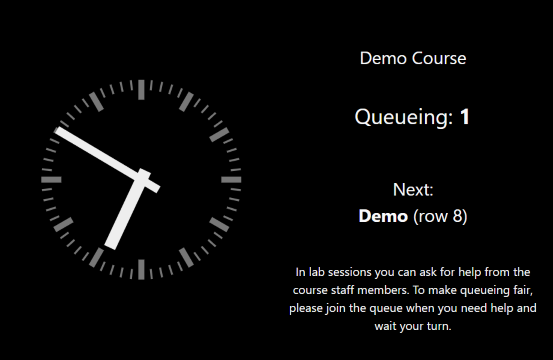 Demo Course
Queueing: 1
Next:
Demo (row 8)
In lab sessions you can ask for help from the
course staff members. To make queueing fair,
please join the queue when you need help and
wait your turn.